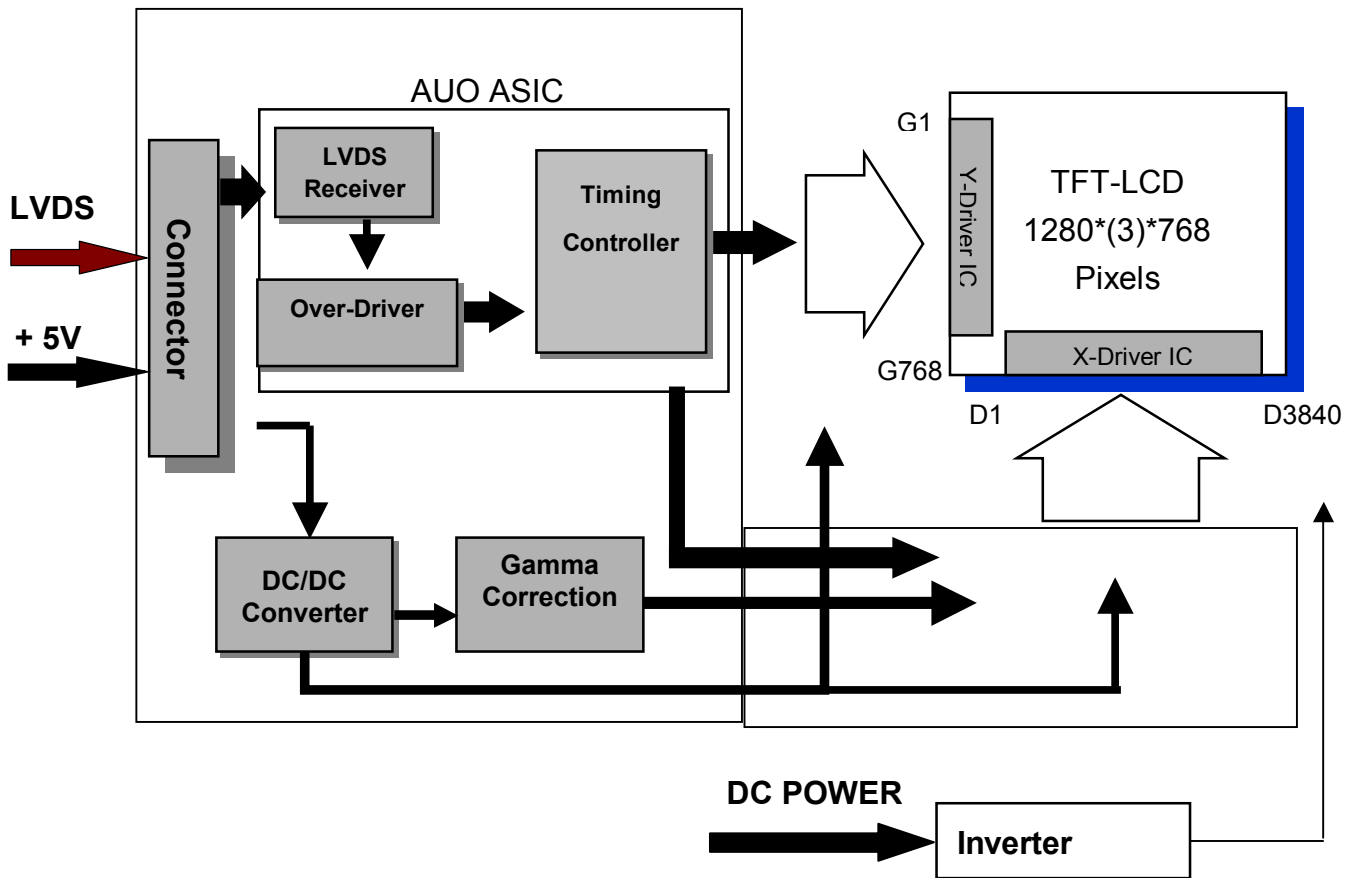 AUO ASIC
LVDS
+ 5V
Connector
LVDS
Receiver
Over-Driver
Timing
Controller
G1
G768
Y-Driver IC
TFT-LCD
1280*(3)*768
Pixels
X-Driver IC
D1
D3840
DC/DC
Converter
Gamma
Correction
DC POWER
Inverter